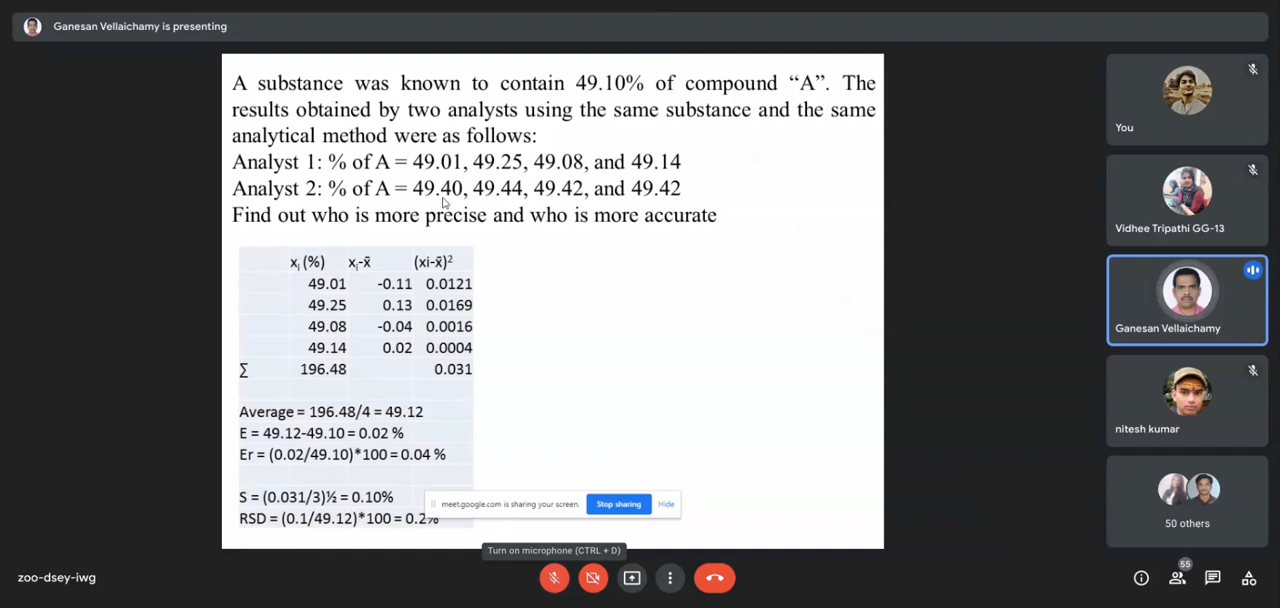 Ganesan Vellaichamy is presenting
A substance was known to contain 49.10% of compound “A”. The
results obtained by two analysts using the same substance and the same
analytical method were as follows:
Analyst 1: % of A = 49.01, 49.25, 49.08, and 49.14
Analyst 2: % of A = 49.40, 49.44, 49.42, and 49.42
Find out who is more precise and who is more accurate
xᵢ (%) xᵢ-x̄ (xi-x̄)²
49.01 -0.11 0.0121
49.25 0.13 0.0169
49.08 -0.04 0.0016
49.14 0.02 0.0004
∑ 196.48 0.031
Average = 196.48/4 = 49.12
E = 49.12-49.10 = 0.02 %
Er = (0.02/49.10)*100 = 0.04 %
S = (0.031/3)½ = 0.10%
RSD = (0.1/49.12)*100 = 0.2%
meet.google.com is sharing your screen.
Stop sharing
Hide
Turn on microphone (CTRL + D)
You
Vidhee Tripathi GG-13
Ganesan Vellaichamy
nitesh kumar
50 others
zoo-dsey-iwg
55